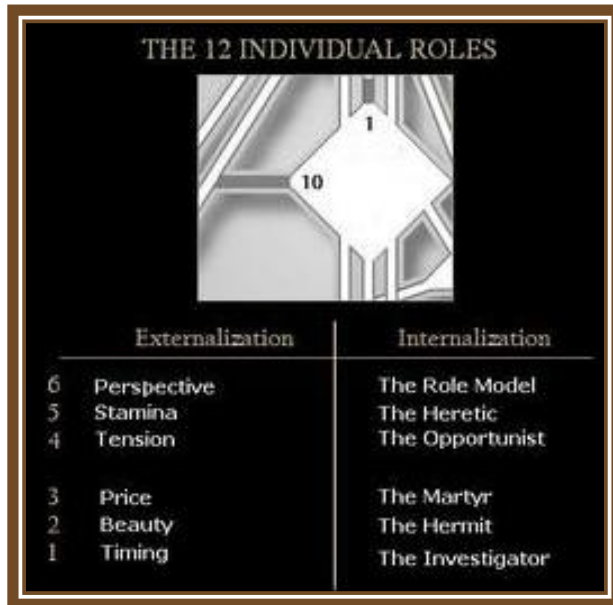 THE 12 INDIVIDUAL ROLES
1
10
Externalization Internalization
6 Perspective The Role Model
5 Stamina The Heretic
4 Tension The Opportunist
3 Price The Martyr
2 Beauty The Hermit
1 Timing The Investigator